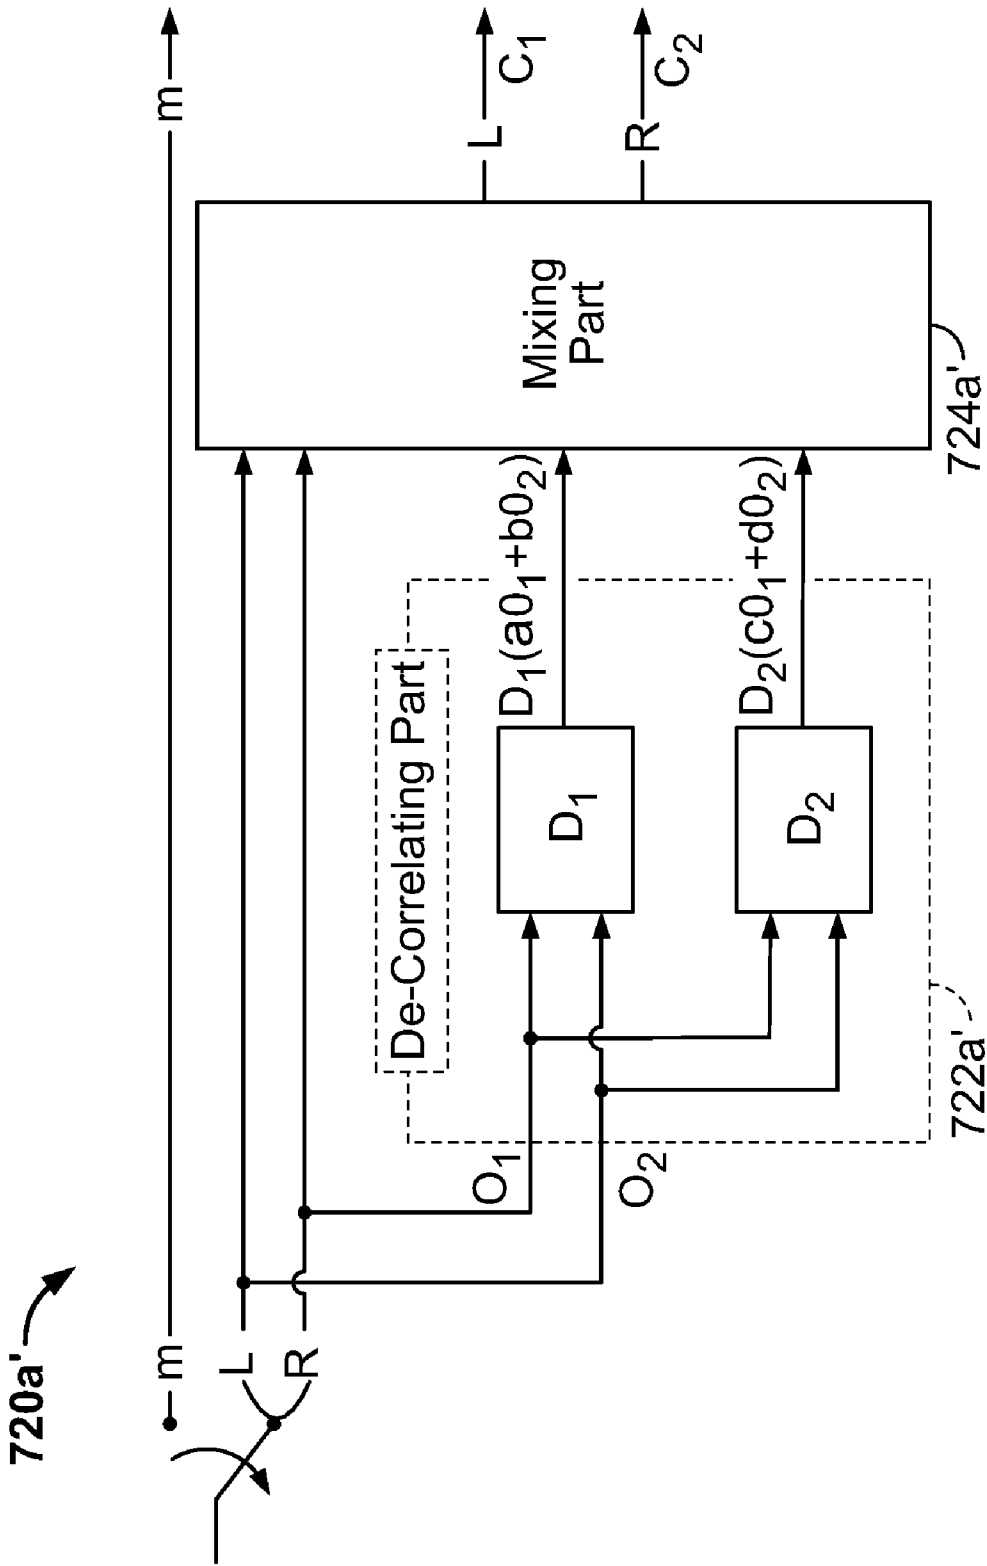 720a'
m
m
L
R
L
C1
R
C2
O1
O2
De-Correlating Part
D1
D1(a01+b02)
D2
D2(c01+d02)
Mixing
Part
722a'
724a'